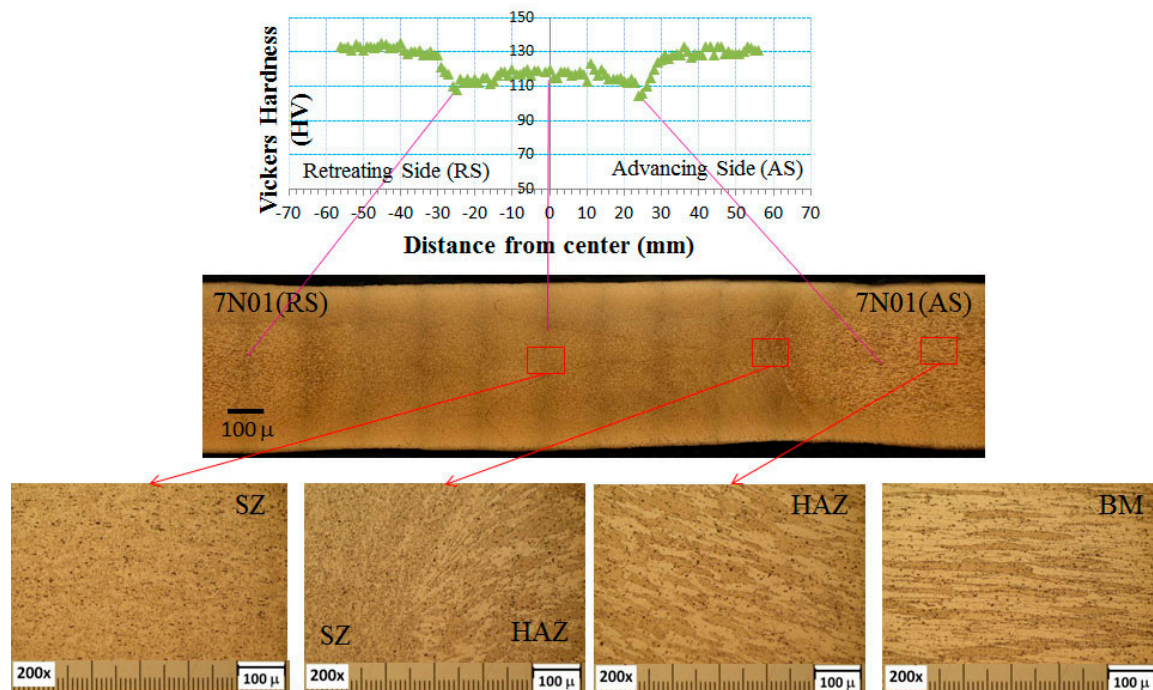 150
130
110
90
70
50
Vickers Hardness
(HV)
Retreating Side (RS)
Advancing Side (AS)
-70 -60 -50 -40 -30 -20 -10 0 10 20 30 40 50 60 70
Distance from center (mm)
7N01(RS)
7N01(AS)
100 μ
SZ
SZ
HAZ
HAZ
BM
200x
100 μ
200x
100 μ
200x
100 μ
200x
100 μ